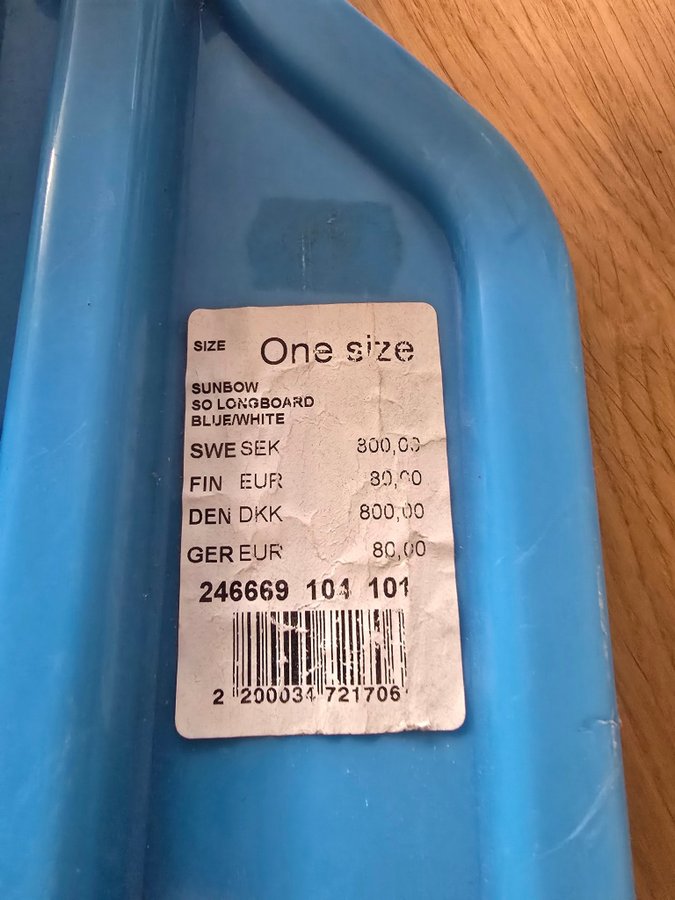 SIZE One size
SUNBOW
SO LONGBOARD
BLUE/WHITE
SWE SEK 800,00
FIN EUR 80,00
DEN DKK 800,00
GER EUR 80,00
246669 104 101
2 200034 721706